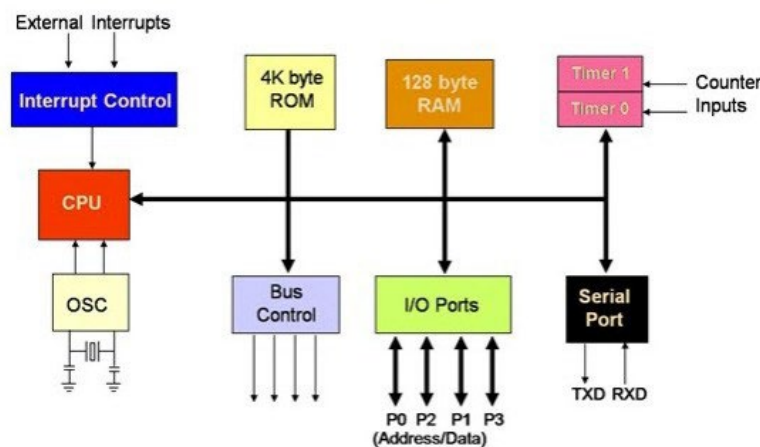 External Interrupts
Interrupt Control
4K byte
ROM
128 byte
RAM
Timer 1
Timer 0
Counter
Inputs
CPU
OSC
Bus
Control
I/O Ports
Serial
Port
P0 P2 P1 P3
(Address/Data)
TXD RXD